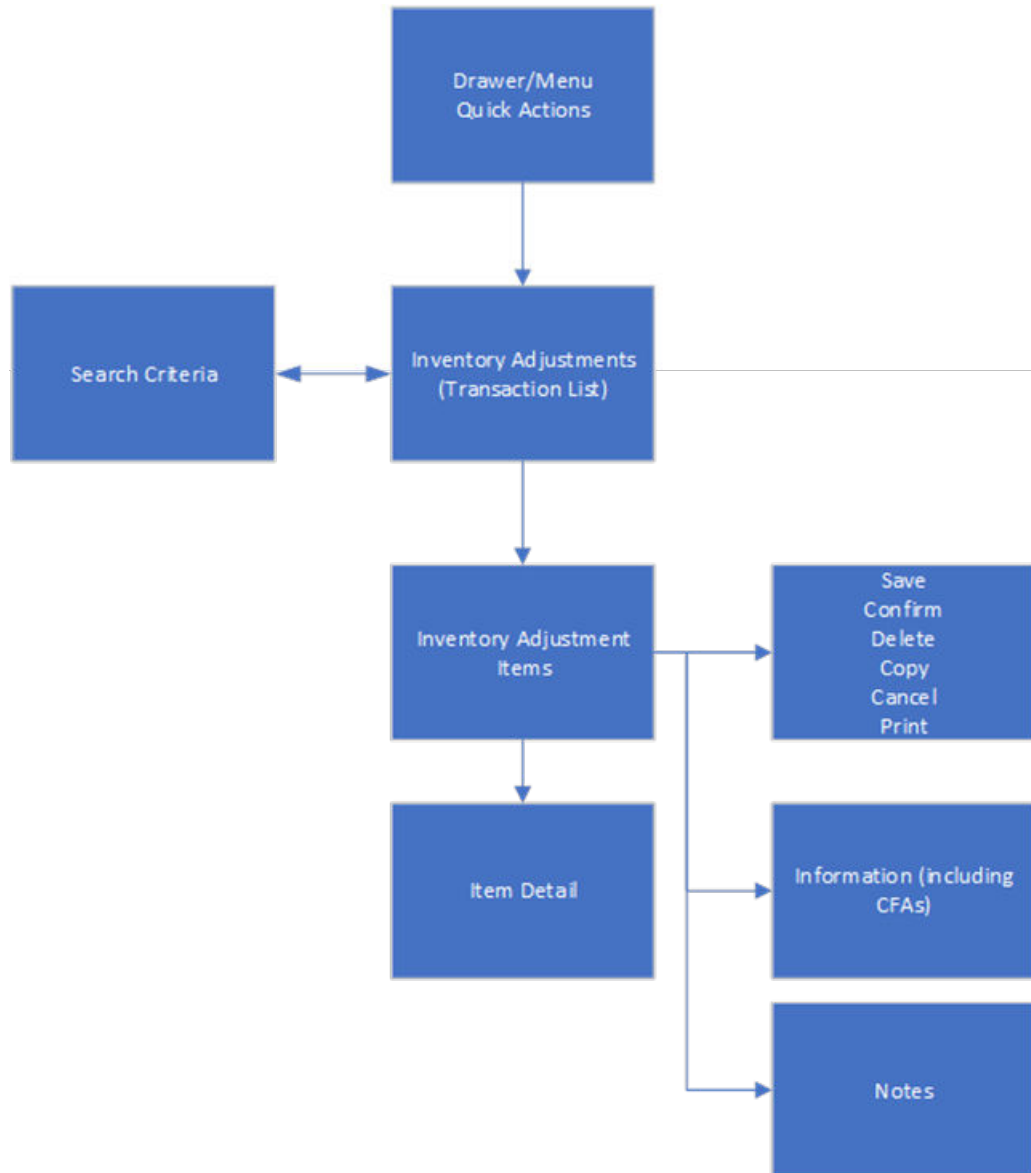 Drawer/Menu
Quick Actions
Search Criteria
Inventory Adjustments
(Transaction List)
Inventory Adjustment
Items
Save
Confirm
Delete
Copy
Cancel
Print
Item Detail
Information (including
CFAs)
Notes